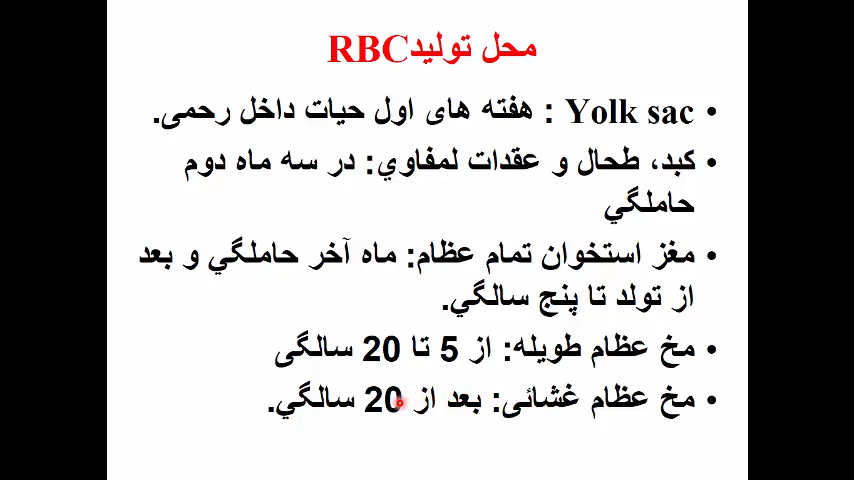 محل تولیدRBC
• Yolk sac : هفته های اول حیات داخل رحمی.
• کبد، طحال و عقدات لمفاوي: در سه ماه دوم
حاملگي
• مغز استخوان تمام عظام: ماه آخر حاملگي و بعد
از تولد تا پنج سالگي.
• مخ عظام طویله: از 5 تا 20 سالگی
• مخ عظام غشائی: بعد از 20 سالگي.